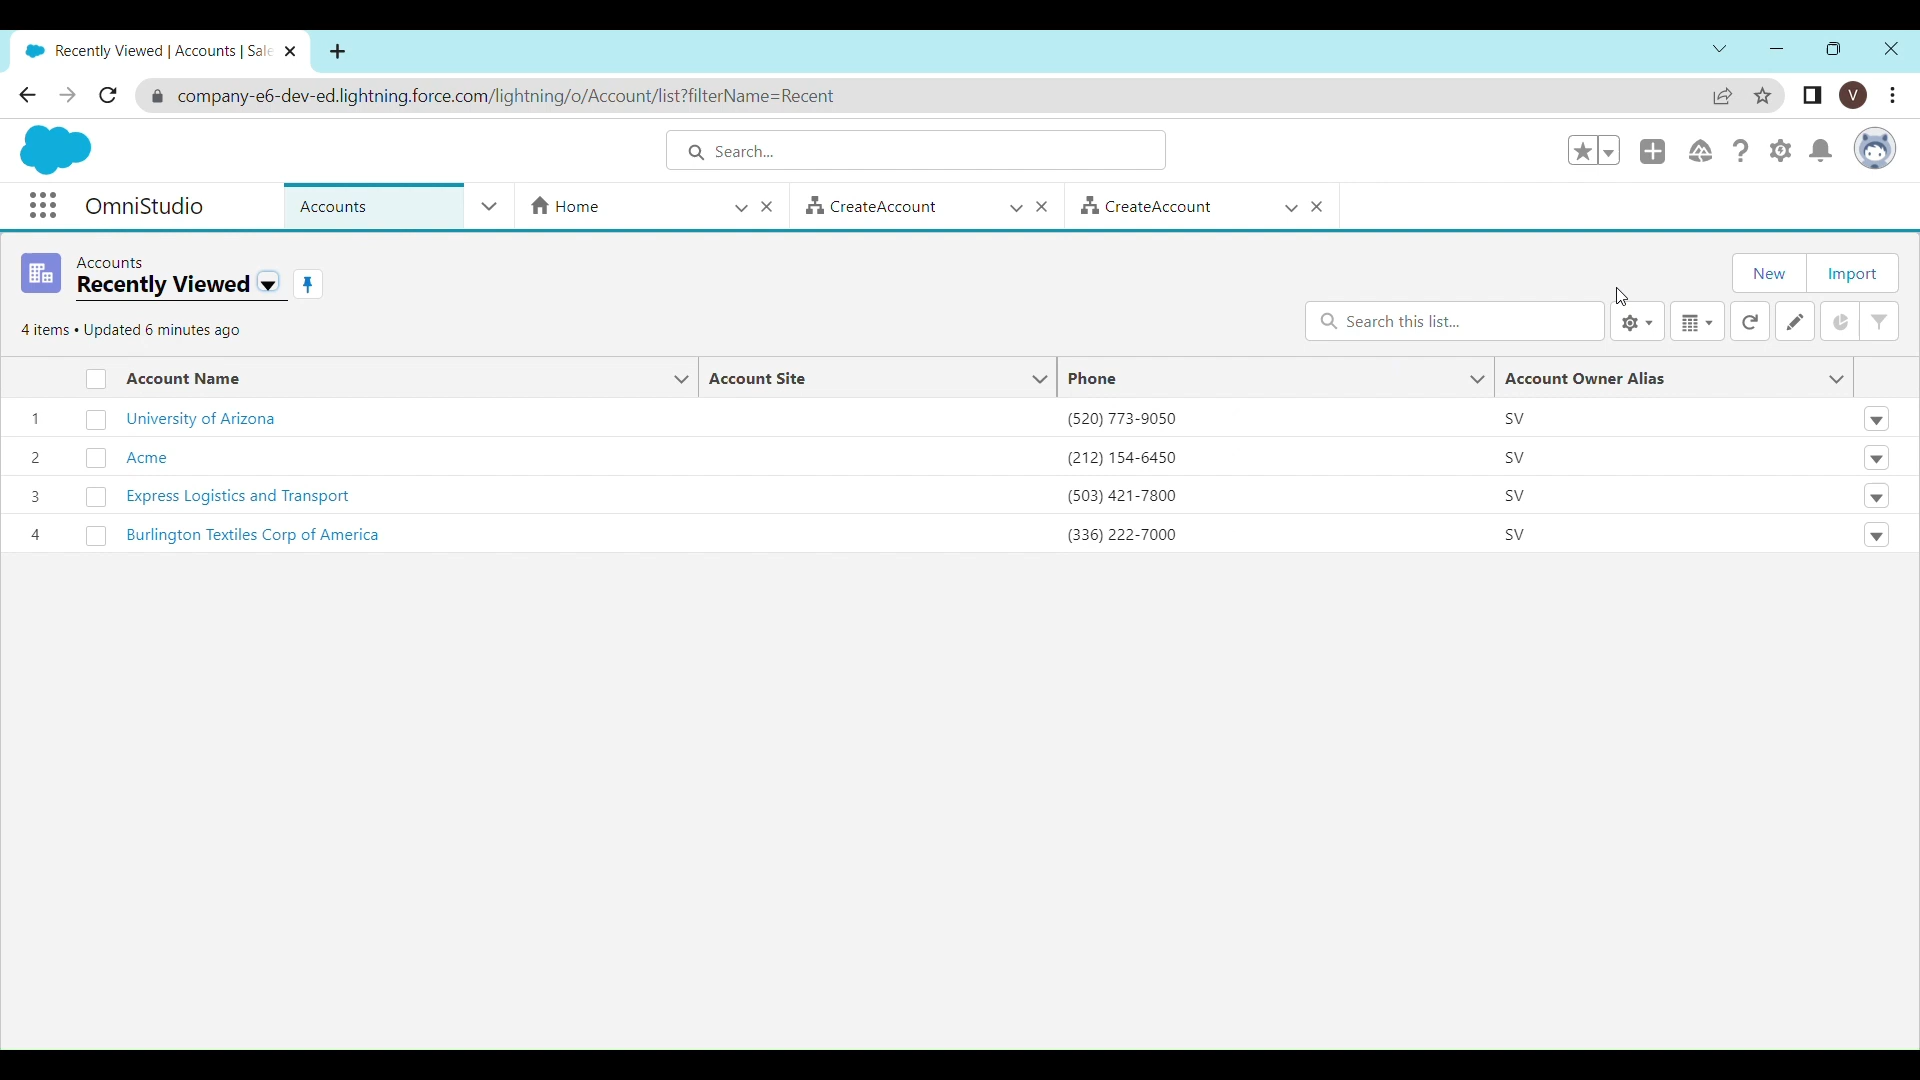 Recently Viewed | Accounts | Sale
company-e6-dev-ed.lightning.force.com/lightning/o/Account/list?filterName=Recent
V
Search...
OmniStudio
Accounts
Home
CreateAccount
CreateAccount
Accounts
Recently Viewed
New
Import
4 items • Updated 6 minutes ago
Search this list...
Account Name
Account Site
Phone
Account Owner Alias
1 University of Arizona (520) 773-9050 SV
2 Acme (212) 154-6450 SV
3 Express Logistics and Transport (503) 421-7800 SV
4 Burlington Textiles Corp of America (336) 222-7000 SV